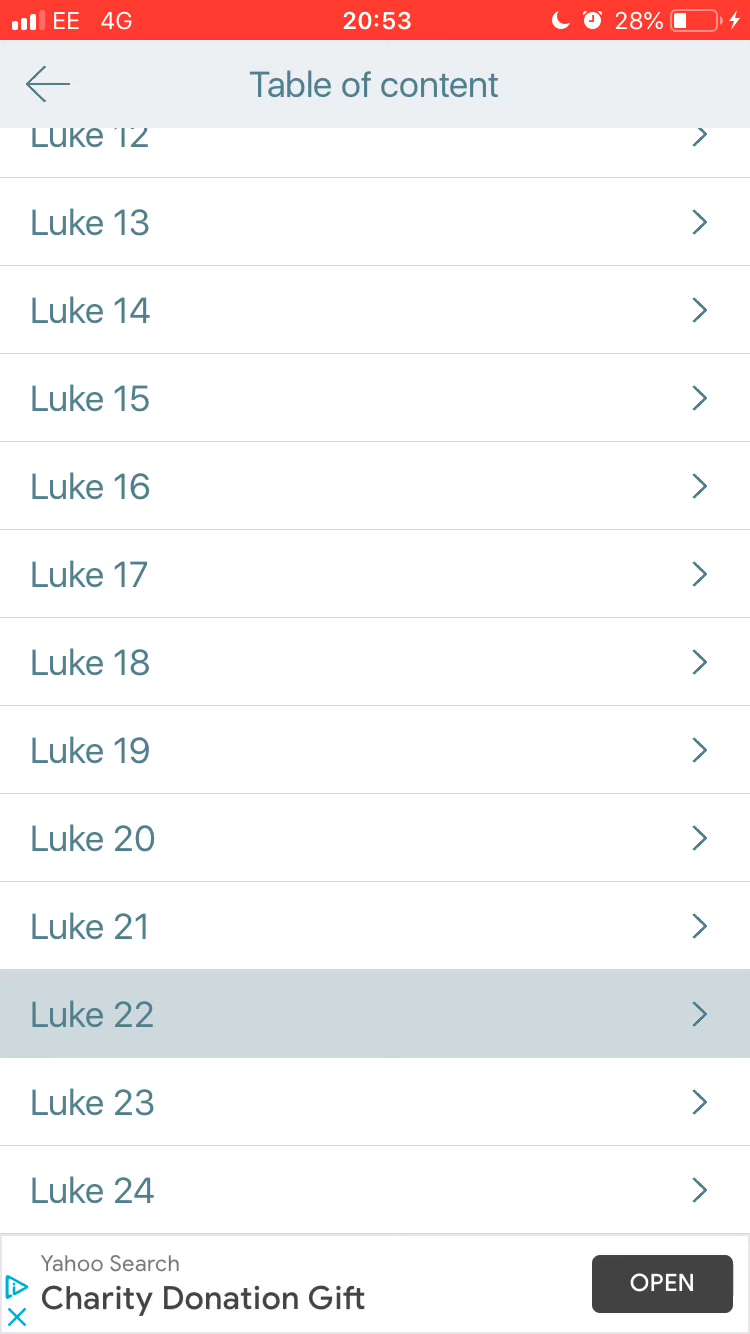 EE 4G 20:53 28%
Table of content
Luke 12
Luke 13
Luke 14
Luke 15
Luke 16
Luke 17
Luke 18
Luke 19
Luke 20
Luke 21
Luke 22
Luke 23
Luke 24
Yahoo Search
Charity Donation Gift
OPEN